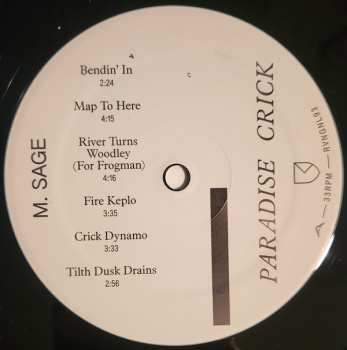 Bendin' In
2:24
Map To Here
4:15
River Turns
Woodley
(For Frogman)
4:16
Fire Keplo
3:35
Crick Dynamo
3:33
Tilth Dusk Drains
2:56
M. SAGE
PARADISE CRICK
33RPM — RVNGNL93